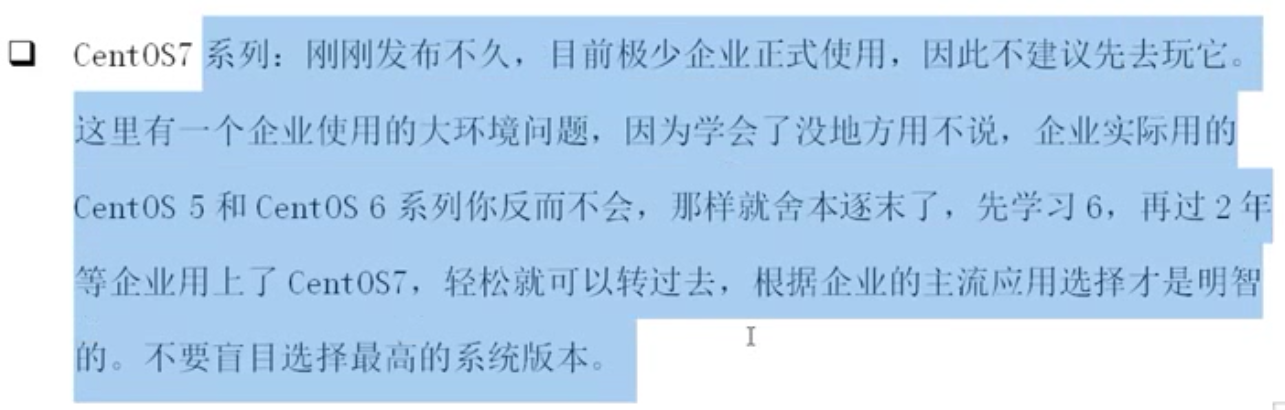 CentOS7 系列：刚刚发布不久，目前极少企业正式使用，因此不建议先去玩它。
这里有一个企业使用的大环境问题，因为学会了没地方用不说，企业实际用的
CentOS 5 和 CentOS 6 系列你反而不会，那样就舍本逐末了，先学习 6，再过 2 年
等企业用上了 CentOS7，轻松就可以转过去，根据企业的主流应用选择才是明智
的。不要盲目选择最高的系统版本。